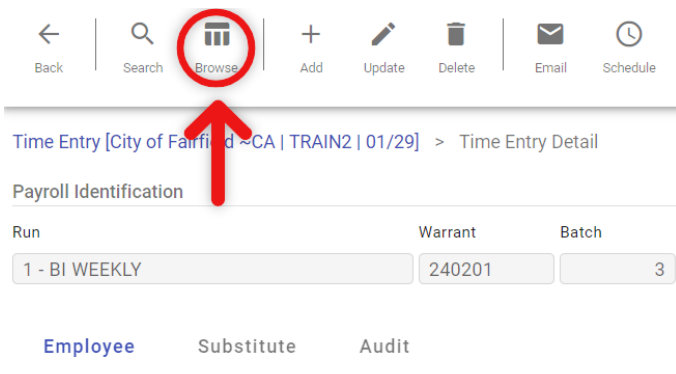 Back Search Browse Add Update Delete Email Schedule
Time Entry [City of Fairfield ~CA | TRAIN2 | 01/29] > Time Entry Detail
Payroll Identification
Run Warrant Batch
1 - BI WEEKLY 240201 3
Employee Substitute Audit